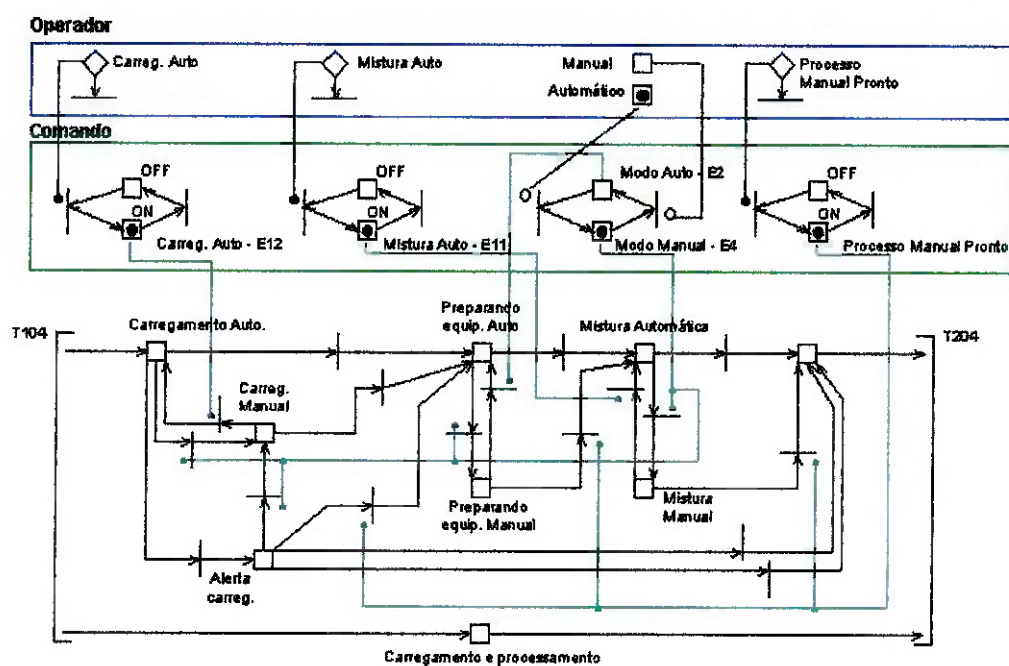 Operador
Carreg. Auto
Mistura Auto
Manual
Automático
Processo
Manual Pronto
Comando
OFF
ON
Carreg. Auto - E12
OFF
ON
Mistura Auto - E11
Modo Auto - E2
Modo Manual - E4
OFF
ON
Processo Manual Pronto
T104
Carregamento Auto.
Preparando
equip. Auto
Mistura Automática
T204
Carreg.
Manual
Preparando
equip. Manual
Mistura
Manual
Alerta
carreg.
Carregamento e processamento